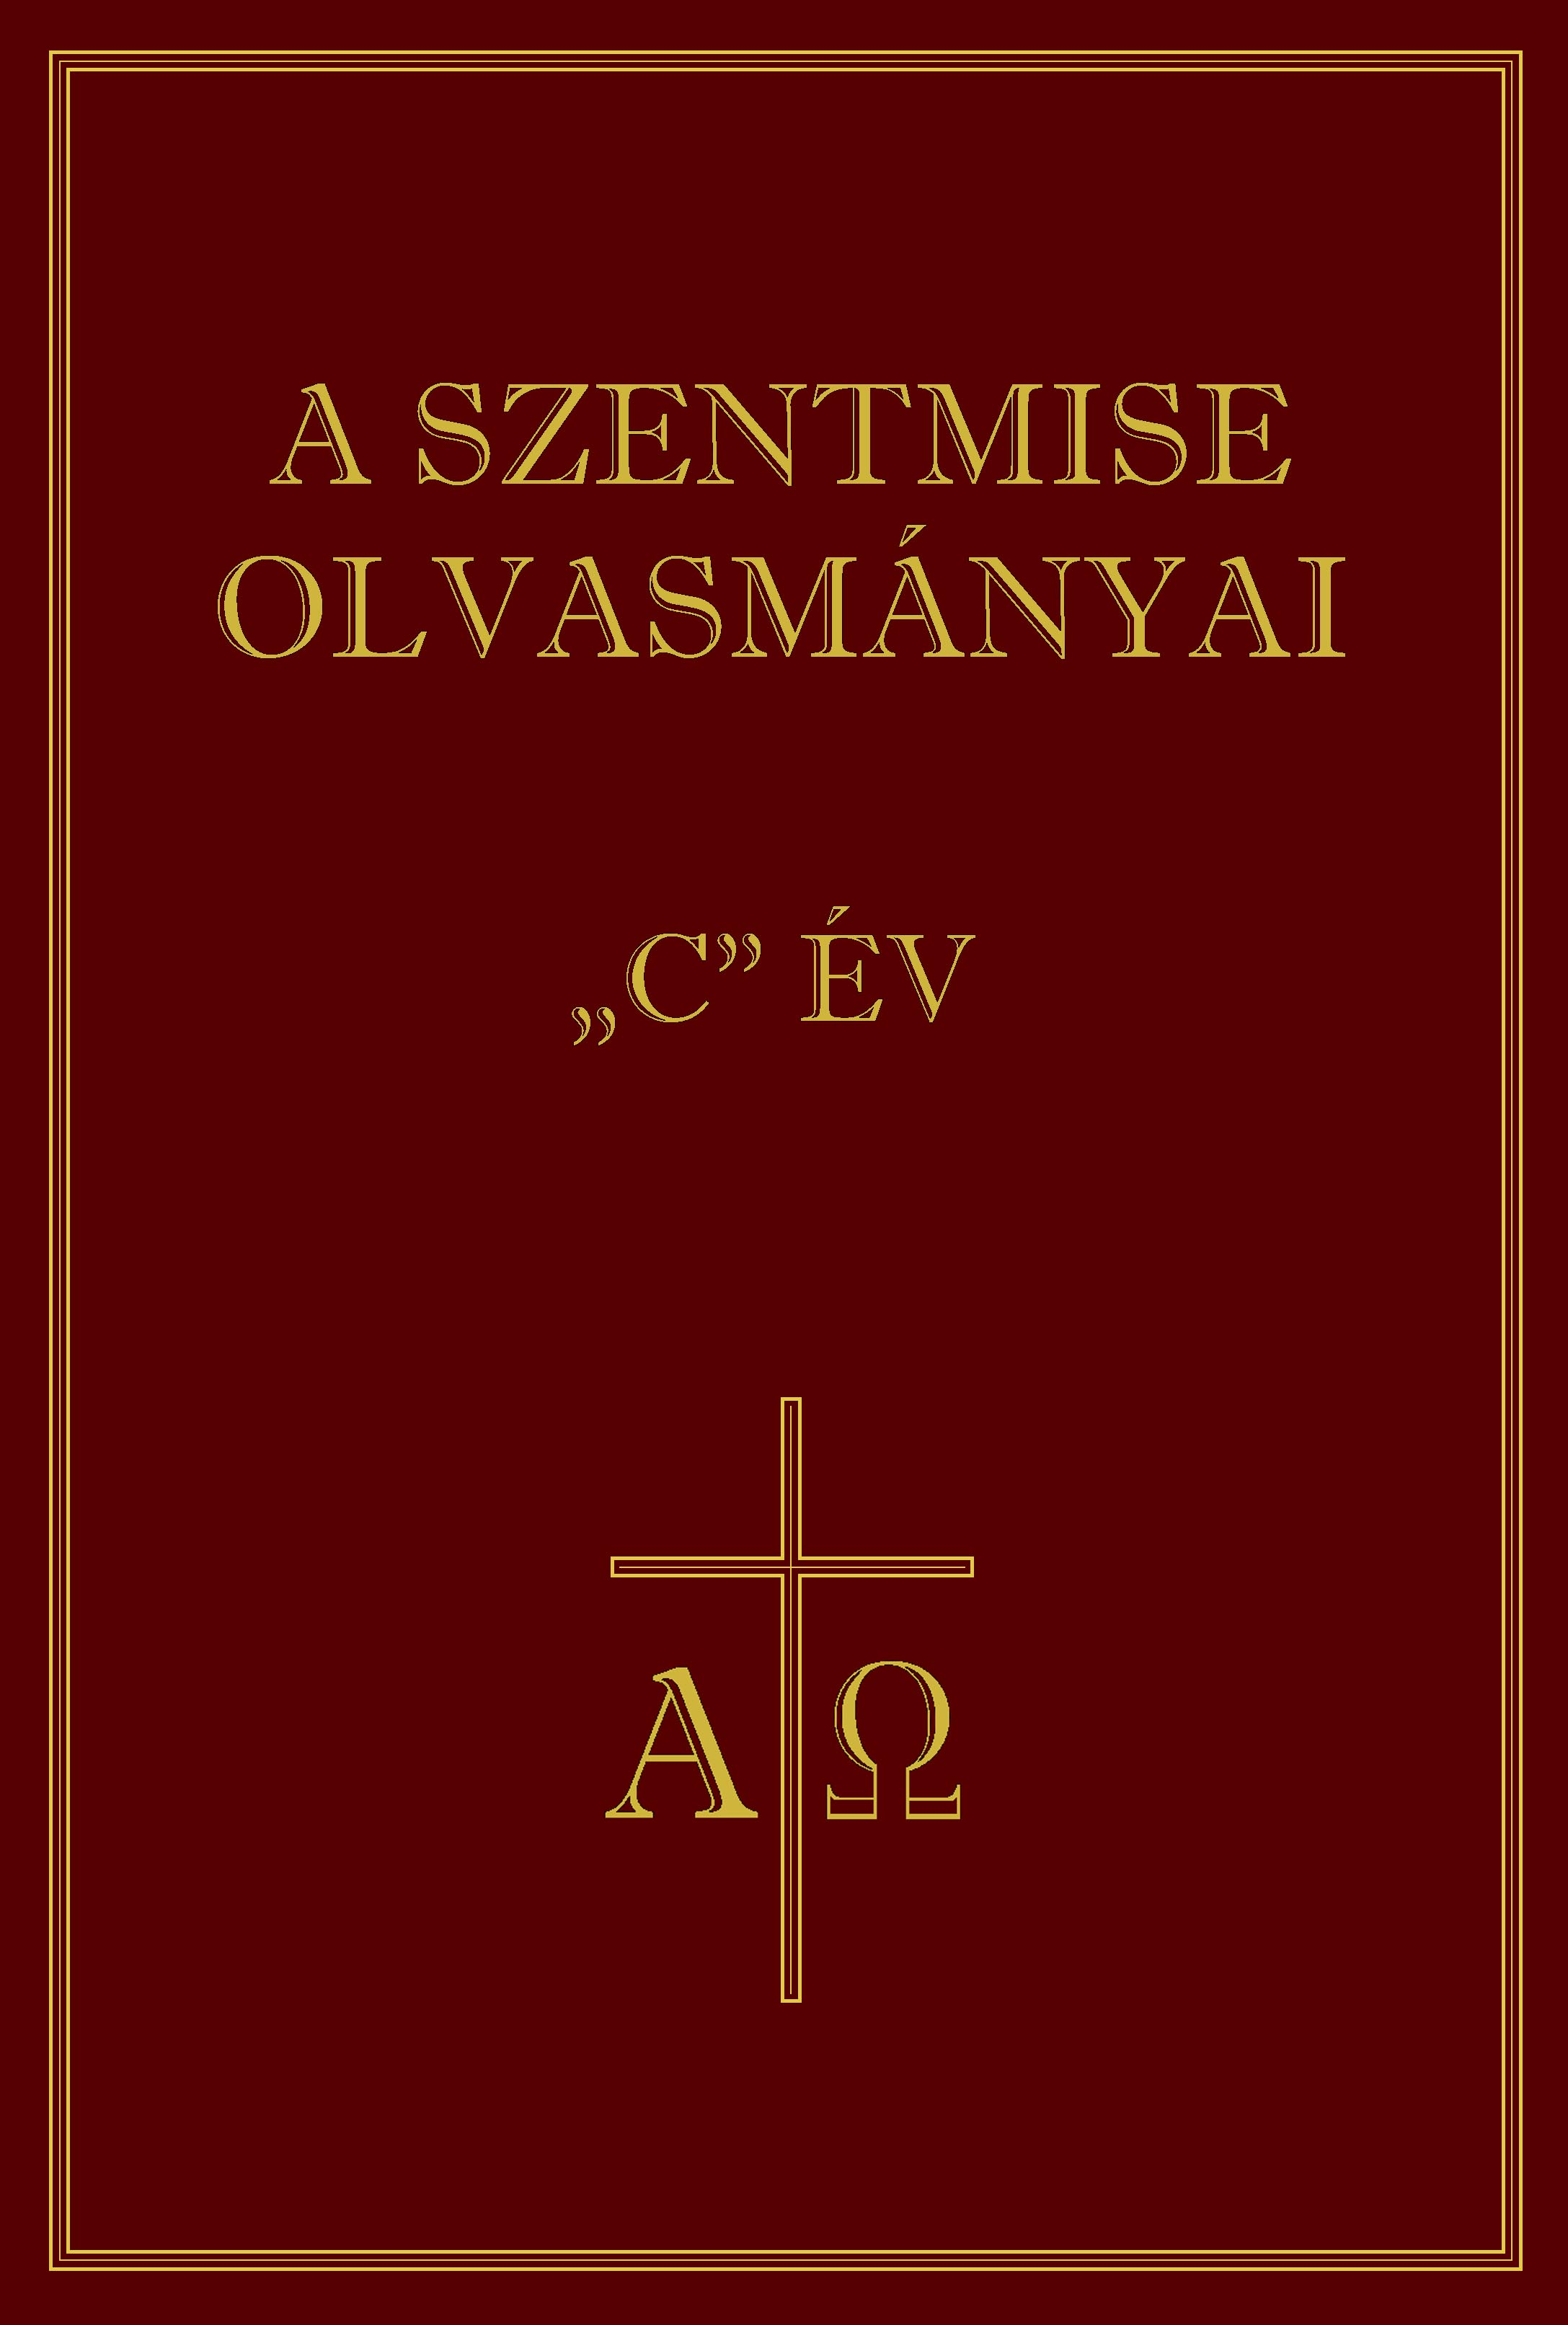 A SZENTMISE
OLVASMÁNYAI
„C” ÉV
Α Ω